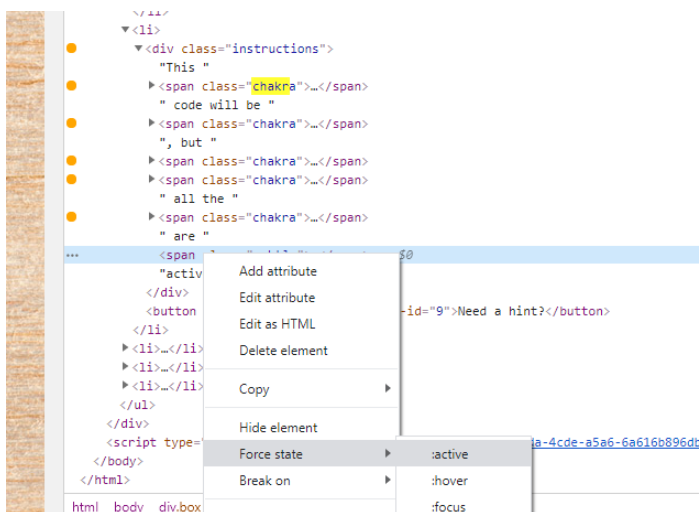 </li>
▼<li>
▼<div class="instructions">
"This "
▶<span class="chakra">…</span>
" code will be "
▶<span class="chakra">…</span>
", but "
▶<span class="chakra">…</span>
▶<span class="chakra">…</span>
" all the "
▶<span class="chakra">…</span>
" are "
<span $0
"activ
</div>
<button -id="9">Need a hint?</button>
</li>
▶<li>…</li>
▶<li>…</li>
▶<li>…</li>
</ul>
</div>
<script type= -4cde-a5a6-6a616b896db
</body>
</html>
html body div.box
Add attribute
Edit attribute
Edit as HTML
Delete element
Copy
Hide element
Force state
Break on
:active
:hover
:focus